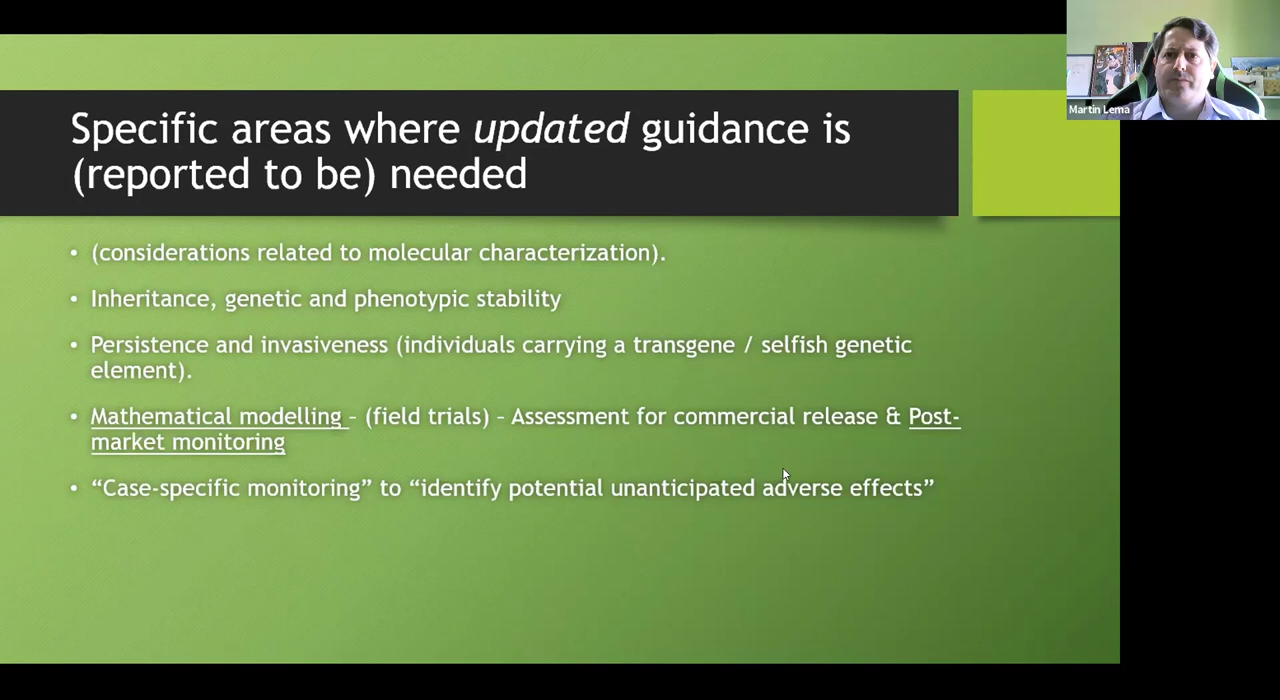 Specific areas where updated guidance is
(reported to be) needed
• (considerations related to molecular characterization).
• Inheritance, genetic and phenotypic stability
• Persistence and invasiveness (individuals carrying a transgene / selfish genetic
element).
• Mathematical modelling – (field trials) – Assessment for commercial release & Post-
market monitoring
• “Case-specific monitoring” to “identify potential unanticipated adverse effects”
Martin Lema